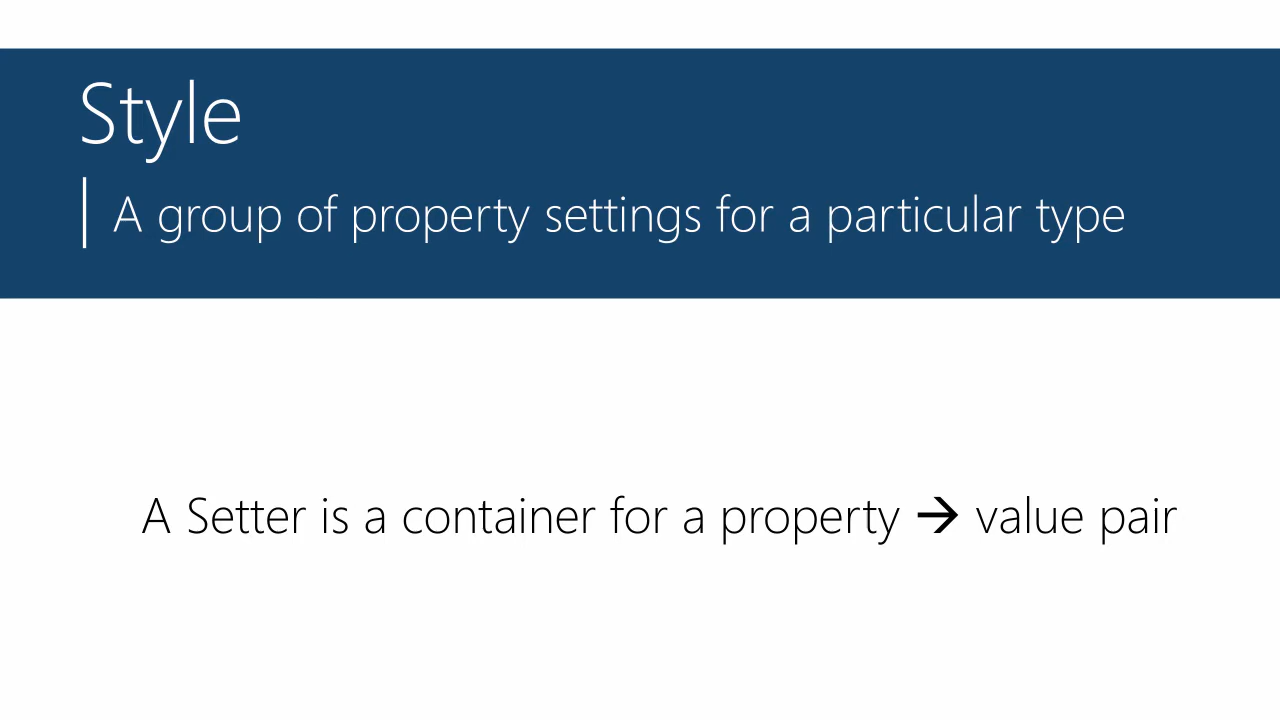 Style
A group of property settings for a particular type
A Setter is a container for a property → value pair